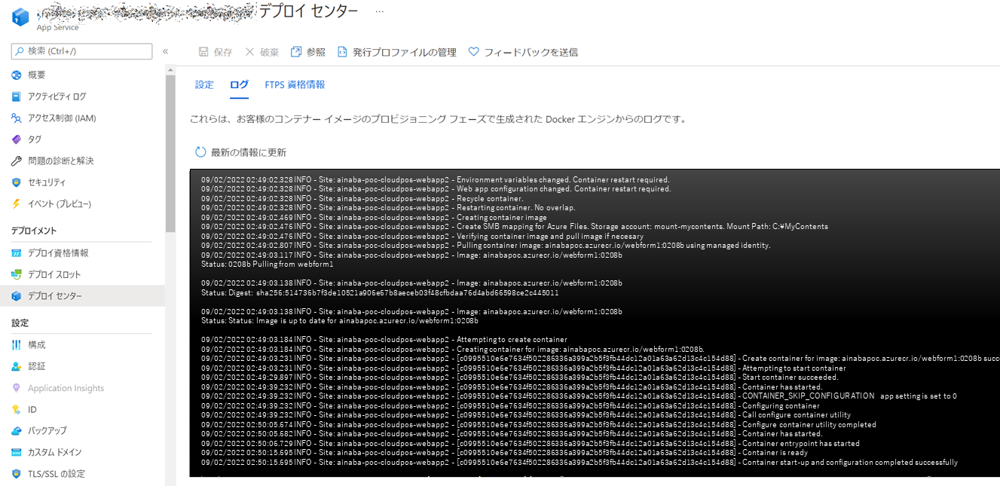 デプロイ センター …
App Service
検索 (Ctrl+/) «
保存 破棄 参照 発行プロファイルの管理 フィードバックを送信
概要
アクティビティ ログ
アクセス制御 (IAM)
タグ
問題の診断と解決
セキュリティ
イベント (プレビュー)
デプロイメント
デプロイ資格情報
デプロイ スロット
デプロイ センター
設定
構成
認証
Application Insights
ID
バックアップ
カスタム ドメイン
TLS/SSL の設定
設定 ログ FTPS 資格情報
これらは、お客様のコンテナー イメージのプロビジョニング フェーズで生成された Docker エンジンからのログです。
最新の情報に更新
09/02/2022 02:49:02.328 INFO - Site: ainaba-poc-cloudpos-webapp2 - Environment variables changed. Container restart required.
09/02/2022 02:49:02.328 INFO - Site: ainaba-poc-cloudpos-webapp2 - Web app configuration changed. Container restart required.
09/02/2022 02:49:02.328 INFO - Site: ainaba-poc-cloudpos-webapp2 - Recycle container.
09/02/2022 02:49:02.328 INFO - Site: ainaba-poc-cloudpos-webapp2 - Restarting container. No overlap.
09/02/2022 02:49:02.469 INFO - Site: ainaba-poc-cloudpos-webapp2 - Creating container image
09/02/2022 02:49:02.476 INFO - Site: ainaba-poc-cloudpos-webapp2 - Create SMB mapping for Azure Files. Storage account: mount-mycontents. Mount Path: C:¥MyContents
09/02/2022 02:49:02.476 INFO - Site: ainaba-poc-cloudpos-webapp2 - Verifying container image and pull image if necesary
09/02/2022 02:49:02.807 INFO - Site: ainaba-poc-cloudpos-webapp2 - Pulling container image: ainabapoc.azurecr.io/webform1:0208b using managed identity.
09/02/2022 02:49:03.117 INFO - Site: ainaba-poc-cloudpos-webapp2 - Image: ainabapoc.azurecr.io/webform1:0208b
Status: 0208b Pulling from webform1
09/02/2022 02:49:03.138 INFO - Site: ainaba-poc-cloudpos-webapp2 - Image: ainabapoc.azurecr.io/webform1:0208b
Status: Digest: sha256:514736b7f3de10521a906e67b8aeceb03f48cfbdaa76d4abd66598ce2c445011
09/02/2022 02:49:03.138 INFO - Site: ainaba-poc-cloudpos-webapp2 - Image: ainabapoc.azurecr.io/webform1:0208b
Status: Status: Image is up to date for ainabapoc.azurecr.io/webform1:0208b
09/02/2022 02:49:03.184 INFO - Site: ainaba-poc-cloudpos-webapp2 - Attempting to create container
09/02/2022 02:49:03.184 INFO - Site: ainaba-poc-cloudpos-webapp2 - Creating container for image: ainabapoc.azurecr.io/webform1:0208b.
09/02/2022 02:49:03.231 INFO - Site: ainaba-poc-cloudpos-webapp2 - [c0995510e6e7634f502286336a399a2b5f3fb44dc12a01a63a62d13c4c154d88] - Create container for image: ainabapoc.azurecr.io/webform1:0208b succ
09/02/2022 02:49:03.231 INFO - Site: ainaba-poc-cloudpos-webapp2 - [c0995510e6e7634f502286336a399a2b5f3fb44dc12a01a63a62d13c4c154d88] - Attempting to start container
09/02/2022 02:49:29.897 INFO - Site: ainaba-poc-cloudpos-webapp2 - [c0995510e6e7634f502286336a399a2b5f3fb44dc12a01a63a62d13c4c154d88] - Start container succeeded.
09/02/2022 02:49:39.232 INFO - Site: ainaba-poc-cloudpos-webapp2 - [c0995510e6e7634f502286336a399a2b5f3fb44dc12a01a63a62d13c4c154d88] - Container has started.
09/02/2022 02:49:39.232 INFO - Site: ainaba-poc-cloudpos-webapp2 - [c0995510e6e7634f502286336a399a2b5f3fb44dc12a01a63a62d13c4c154d88] - CONTAINER_SKIP_CONFIGURATION app setting is set to 0
09/02/2022 02:49:39.232 INFO - Site: ainaba-poc-cloudpos-webapp2 - [c0995510e6e7634f502286336a399a2b5f3fb44dc12a01a63a62d13c4c154d88] - Configuring container
09/02/2022 02:49:39.232 INFO - Site: ainaba-poc-cloudpos-webapp2 - [c0995510e6e7634f502286336a399a2b5f3fb44dc12a01a63a62d13c4c154d88] - Call configure container utility
09/02/2022 02:50:05.674 INFO - Site: ainaba-poc-cloudpos-webapp2 - [c0995510e6e7634f502286336a399a2b5f3fb44dc12a01a63a62d13c4c154d88] - Configure container utility completed
09/02/2022 02:50:05.682 INFO - Site: ainaba-poc-cloudpos-webapp2 - [c0995510e6e7634f502286336a399a2b5f3fb44dc12a01a63a62d13c4c154d88] - Container has started.
09/02/2022 02:50:06.729 INFO - Site: ainaba-poc-cloudpos-webapp2 - [c0995510e6e7634f502286336a399a2b5f3fb44dc12a01a63a62d13c4c154d88] - Container entrypoint has started
09/02/2022 02:50:15.695 INFO - Site: ainaba-poc-cloudpos-webapp2 - [c0995510e6e7634f502286336a399a2b5f3fb44dc12a01a63a62d13c4c154d88] - Container is ready
09/02/2022 02:50:15.695 INFO - Site: ainaba-poc-cloudpos-webapp2 - [c0995510e6e7634f502286336a399a2b5f3fb44dc12a01a63a62d13c4c154d88] - Container start-up and configuration completed successfully